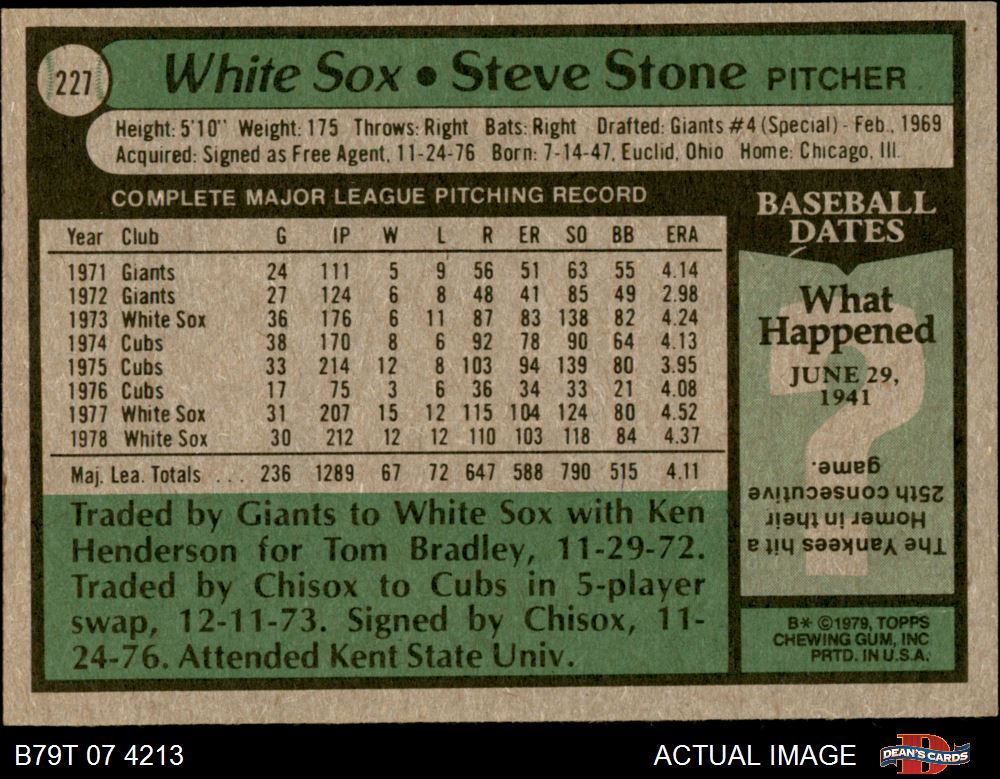 227
White Sox • Steve Stone PITCHER
Height: 5'10" Weight: 175 Throws: Right Bats: Right Drafted: Giants #4 (Special) - Feb., 1969
Acquired: Signed as Free Agent, 11-24-76 Born: 7-14-47, Euclid, Ohio Home: Chicago, Ill.
COMPLETE MAJOR LEAGUE PITCHING RECORD
Year Club G IP W L R ER SO BB ERA
1971 Giants 24 111 5 9 56 51 63 55 4.14
1972 Giants 27 124 6 8 48 41 85 49 2.98
1973 White Sox 36 176 6 11 87 83 138 82 4.24
1974 Cubs 38 170 8 6 92 78 90 64 4.13
1975 Cubs 33 214 12 8 103 94 139 80 3.95
1976 Cubs 17 75 3 6 36 34 33 21 4.08
1977 White Sox 31 207 15 12 115 104 124 80 4.52
1978 White Sox 30 212 12 12 110 103 118 84 4.37
Maj. Lea. Totals ... 236 1289 67 72 647 588 790 515 4.11
Traded by Giants to White Sox with Ken
Henderson for Tom Bradley, 11-29-72.
Traded by Chisox to Cubs in 5-player
swap, 12-11-73. Signed by Chisox, 11-
24-76. Attended Kent State Univ.
BASEBALL
DATES
What
Happened
JUNE 29,
1941
?
The Yankees hit a
Homer in their
25th consecutive
game.
B* ©1979, TOPPS
CHEWING GUM, INC
PRTD. IN U.S.A.
B79T 07 4213
ACTUAL IMAGE
D
DEAN'S CARDS